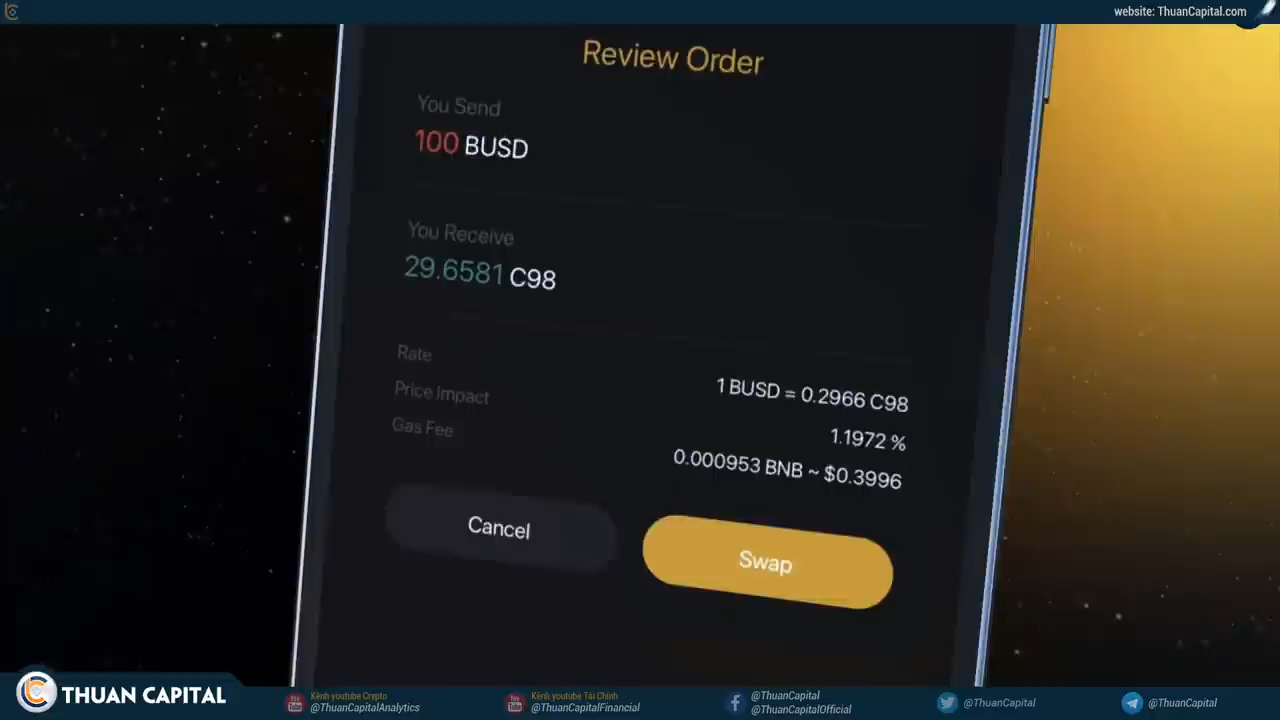 website: ThuanCapital.com
Review Order
You Send
100 BUSD
You Receive
29.6581 C98
Rate
1 BUSD = 0.2966 C98
Price Impact
1.1972 %
Gas Fee
0.000953 BNB ~ $0.3996
Cancel
Swap
THUAN CAPITAL
Kênh youtube Crypto
@ThuanCapitalAnalytics
Kênh youtube Tài Chính
@ThuanCapitalFinancial
@ThuanCapital
@ThuanCapitalOfficial
@ThuanCapital
@ThuanCapital